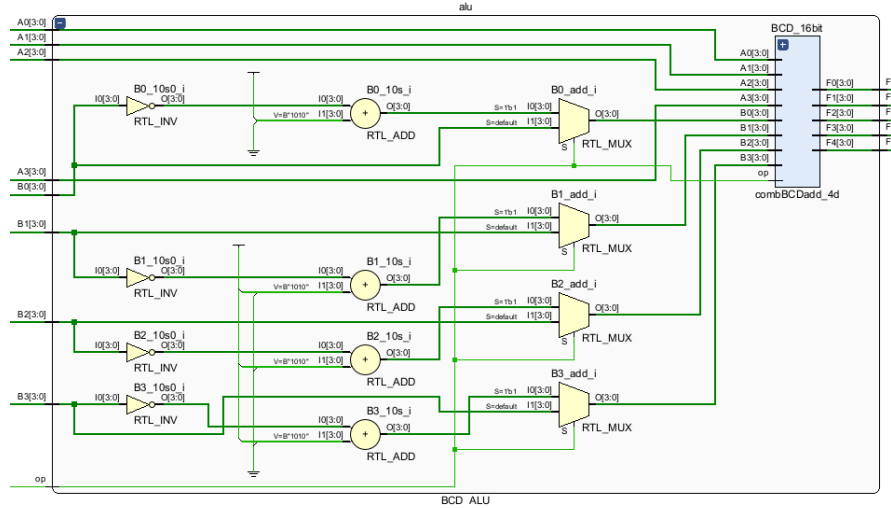 alu
A0[3:0]
A1[3:0]
A2[3:0]
BCD_16bit
A0[3:0]
A1[3:0]
A2[3:0]
A3[3:0]
B0[3:0]
B1[3:0]
B2[3:0]
B3[3:0]
op
F0[3:0]
F1[3:0]
F2[3:0]
F3[3:0]
F4[3:0]
F
F
F
F
F
combBCDadd_4d
B0_10s0_i
I0[3:0] O[3:0]
RTL_INV
B0_10s_i
I0[3:0]
V=B"1010" I1[3:0]
O[3:0]
RTL_ADD
B0_add_i
S=1'b1 I0[3:0]
S=default I1[3:0]
O[3:0]
S
RTL_MUX
A3[3:0]
B0[3:0]
B1[3:0]
B1_add_i
S=1'b1 I0[3:0]
S=default I1[3:0]
O[3:0]
S
RTL_MUX
B1_10s0_i
I0[3:0] O[3:0]
RTL_INV
B1_10s_i
I0[3:0]
V=B"1010" I1[3:0]
O[3:0]
RTL_ADD
B2[3:0]
B2_add_i
S=1'b1 I0[3:0]
S=default I1[3:0]
O[3:0]
S
RTL_MUX
B2_10s0_i
I0[3:0] O[3:0]
RTL_INV
B2_10s_i
I0[3:0]
V=B"1010" I1[3:0]
O[3:0]
RTL_ADD
B3[3:0]
B3_10s0_i
I0[3:0] O[3:0]
RTL_INV
B3_10s_i
I0[3:0]
V=B"1010" I1[3:0]
O[3:0]
RTL_ADD
B3_add_i
S=1'b1 I0[3:0]
S=default I1[3:0]
O[3:0]
S
RTL_MUX
op
BCD_ALU